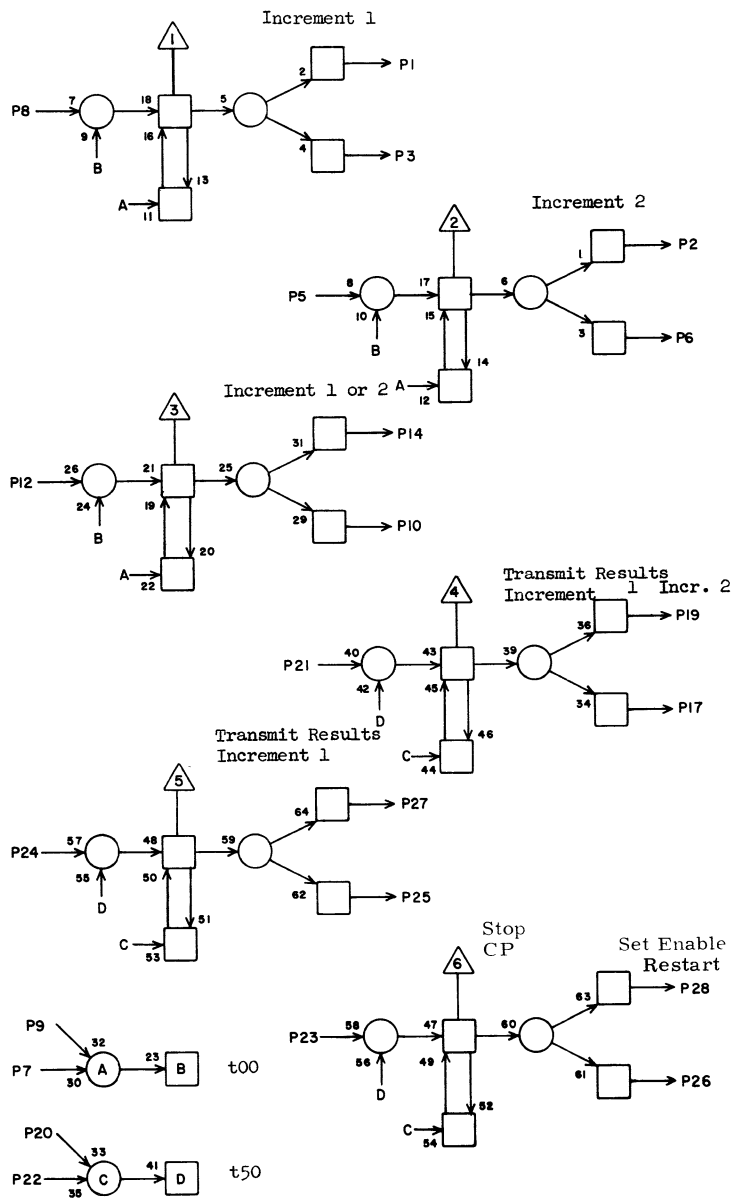 Increment 1
1
2
P1
P8
7
18
5
9
16
4
P3
B
13
A
11
Increment 2
2
1
P2
P5
8
17
6
10
15
3
P6
B
14
A
12
Increment 1 or 2
3
31
P14
P12
26
21
25
24
19
29
P10
B
20
A
22
Transmit Results
Increment 1 Incr. 2
4
36
P19
P21
40
43
39
42
45
34
P17
D
46
C
44
Transmit Results
Increment 1
5
64
P27
P24
57
48
59
55
50
62
P25
D
51
C
53
Stop
CP
Set Enable
Restart
6
63
P28
P23
58
47
60
56
49
61
P26
D
52
C
54
P9
32
P7
30
A
23
B
t00
P20
33
P22
35
C
41
D
t50